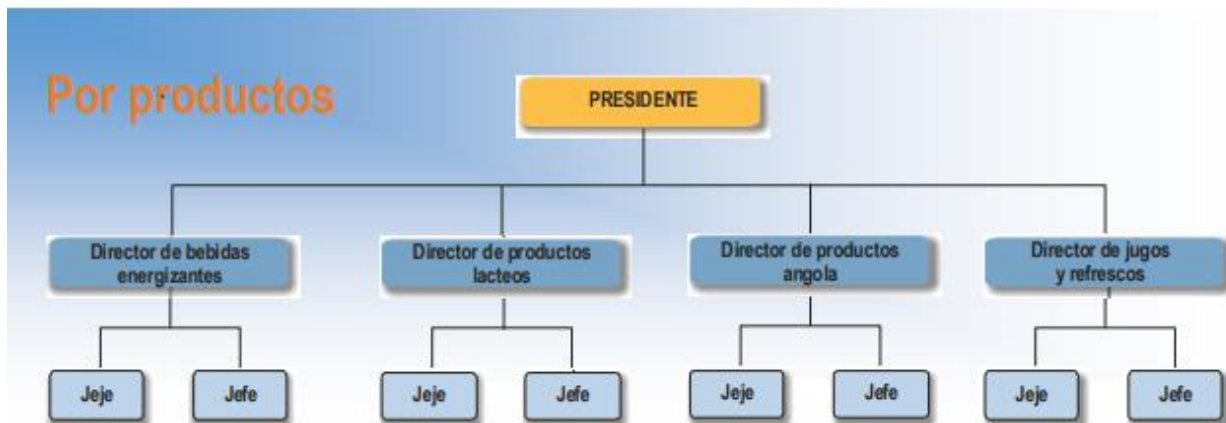 Por productos
PRESIDENTE
Director de bebidas
energizantes
Director de productos
lacteos
Director de productos
angola
Director de jugos
y refrescos
Jeje
Jefe
Jeje
Jefe
Jeje
Jefe
Jeje
Jefe